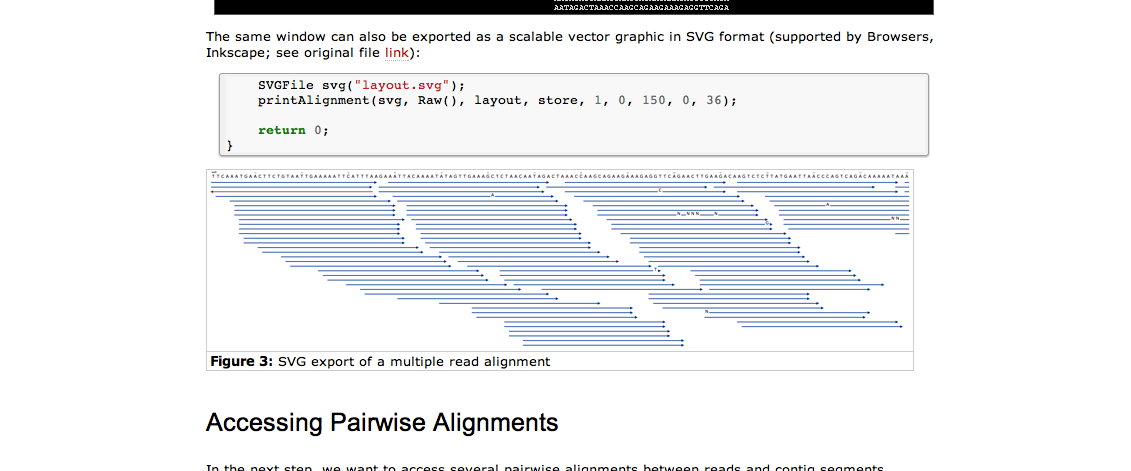 AATAGACTAAACCAAGCAGAAGAAAGAGGTTCAGA
The same window can also be exported as a scalable vector graphic in SVG format (supported by Browsers,
Inkscape; see original file link):
SVGFile svg("layout.svg");
printAlignment(svg, Raw(), layout, store, 1, 0, 150, 0, 36);
return 0;
}
TTCAAATGAACTTCTGTAATTGAAAAATTCATTTAAGAAATTACAAAATATAGTTGAAAGCTCTAACAATAGACTAAACCAAGCAGAAGAAAGAGGTTCAGAACTTGAAGACAAGTCTCTTATGAATTAACCCAGTCAGACAAAAATAAA
Figure 3: SVG export of a multiple read alignment
Accessing Pairwise Alignments
In the next step, we want to access several pairwise alignments between reads and contig segments.